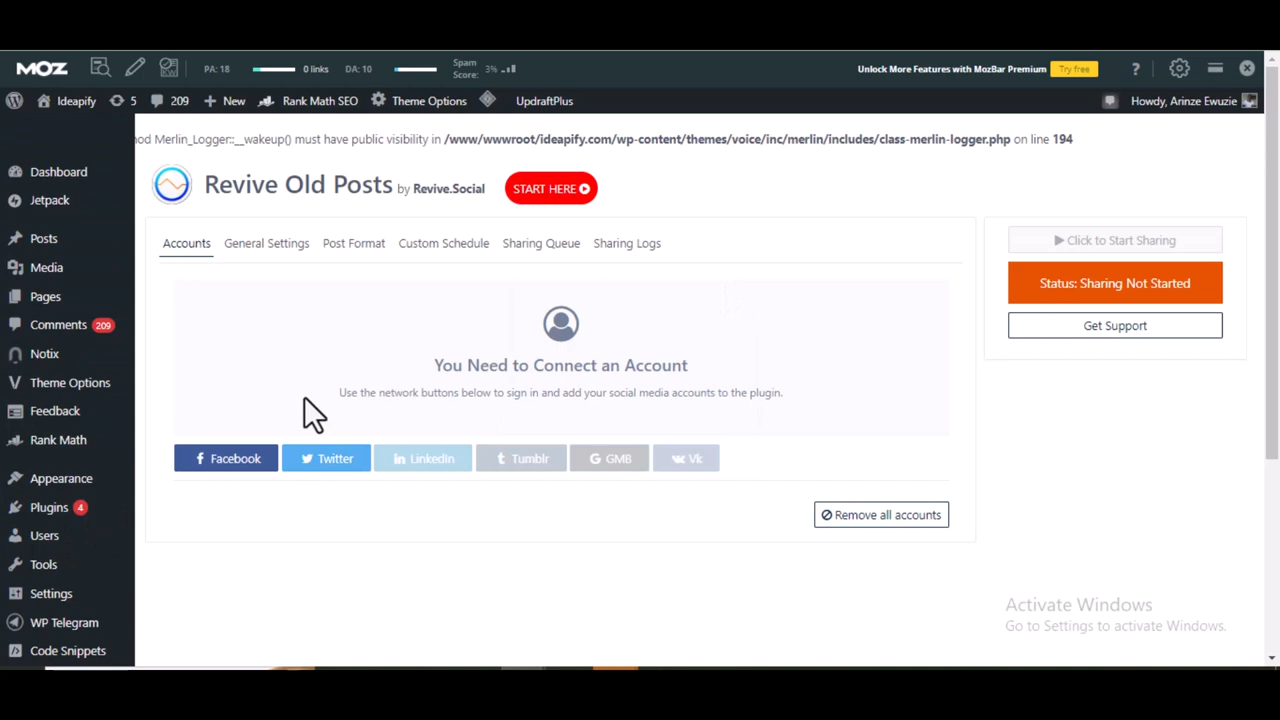 MOZ PA: 18 0 links DA: 10 Spam Score: 3% Unlock More Features with MozBar Premium Try free ?
Ideapify 5 209 New Rank Math SEO Theme Options UpdraftPlus Howdy, Arinze Ewuzie
od Merlin_Logger::__wakeup() must have public visibility in /www/wwwroot/ideapify.com/wp-content/themes/voice/inc/merlin/includes/class-merlin-logger.php on line 194
Dashboard
Jetpack
Posts
Media
Pages
Comments 209
Notix
Theme Options
Feedback
Rank Math
Appearance
Plugins 4
Users
Tools
Settings
WP Telegram
Code Snippets
Revive Old Posts by Revive.Social START HERE
Accounts General Settings Post Format Custom Schedule Sharing Queue Sharing Logs
You Need to Connect an Account
Use the network buttons below to sign in and add your social media accounts to the plugin.
Facebook Twitter LinkedIn Tumblr GMB Vk
Remove all accounts
Click to Start Sharing
Status: Sharing Not Started
Get Support
Activate Windows
Go to Settings to activate Windows.